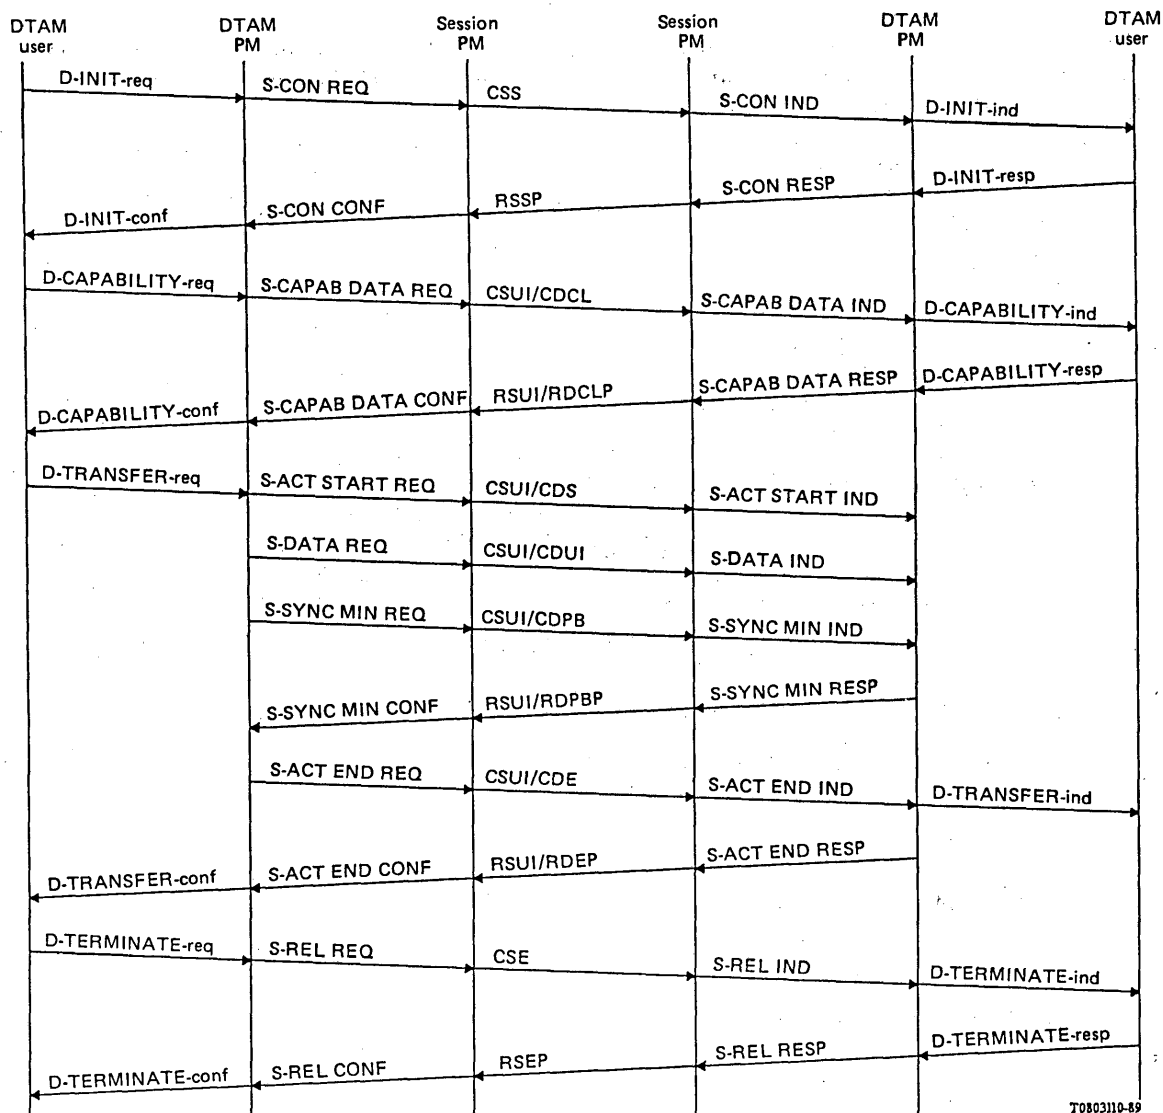 DTAM user
DTAM PM
Session PM
Session PM
DTAM PM
DTAM user
D-INIT-req
S-CON REQ
CSS
S-CON IND
D-INIT-ind
D-INIT-conf
S-CON CONF
RSSP
S-CON RESP
D-INIT-resp
D-CAPABILITY-req
S-CAPAB DATA REQ
CSUI/CDCL
S-CAPAB DATA IND
D-CAPABILITY-ind
D-CAPABILITY-conf
S-CAPAB DATA CONF
RSUI/RDCLP
S-CAPAB DATA RESP
D-CAPABILITY-resp
D-TRANSFER-req
S-ACT START REQ
CSUI/CDS
S-ACT START IND
S-DATA REQ
CSUI/CDUI
S-DATA IND
S-SYNC MIN REQ
CSUI/CDPB
S-SYNC MIN IND
S-SYNC MIN CONF
RSUI/RDPBP
S-SYNC MIN RESP
S-ACT END REQ
CSUI/CDE
S-ACT END IND
D-TRANSFER-ind
D-TRANSFER-conf
S-ACT END CONF
RSUI/RDEP
S-ACT END RESP
D-TERMINATE-req
S-REL REQ
CSE
S-REL IND
D-TERMINATE-ind
D-TERMINATE-conf
S-REL CONF
RSEP
S-REL RESP
D-TERMINATE-resp
T0803110-89